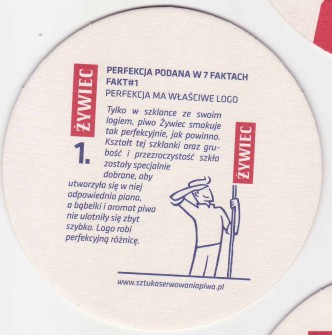 ŻYWIEC
PERFEKCJA PODANA W 7 FAKTACH
FAKT#1
PERFEKCJA MA WŁAŚCIWE LOGO
1.
Tylko w szklance ze swoim
logiem, piwo Żywiec smakuje
tak perfekcyjnie, jak powinno.
Kształt tej szklanki oraz gru-
bość i przezroczystość szkła
zostały specjalnie
dobrane, aby
utworzyła się w niej
odpowiednia piana,
a bąbelki i aromat piwa
nie ulotniły się zbyt
szybko. Logo robi
perfekcyjną różnicę.
ŻYWIEC
www.sztukaserwowaniapiwa.pl